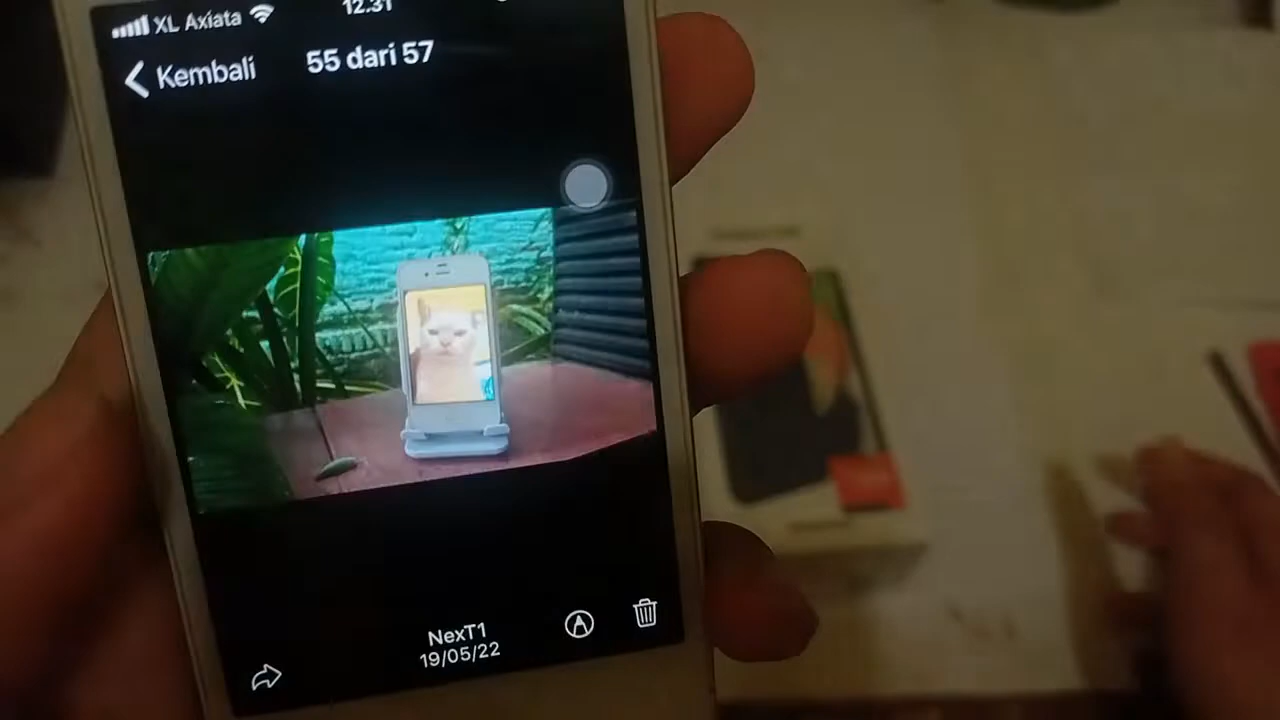 XL Axiata
12.31
Kembali
55 dari 57
NexT1
19/05/22